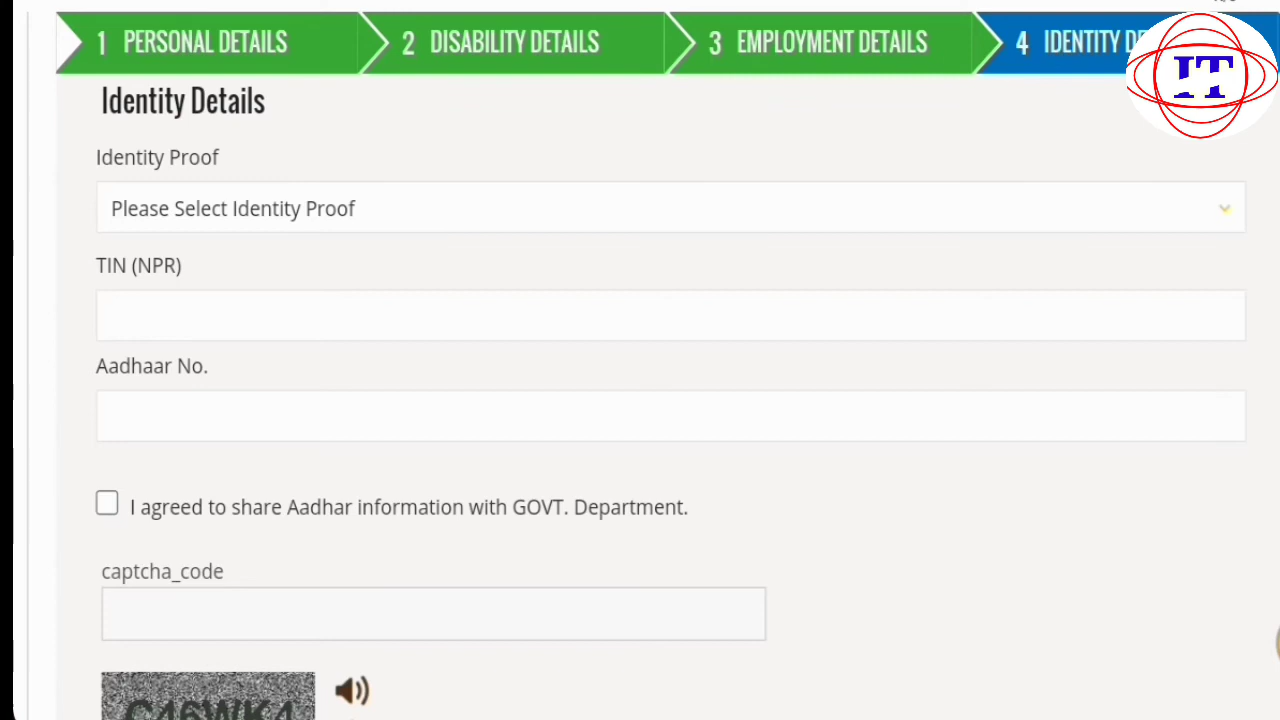 1 PERSONAL DETAILS
2 DISABILITY DETAILS
3 EMPLOYMENT DETAILS
4 IDENTITY
IT
Identity Details
Identity Proof
Please Select Identity Proof
TIN (NPR)
Aadhaar No.
I agreed to share Aadhar information with GOVT. Department.
captcha_code